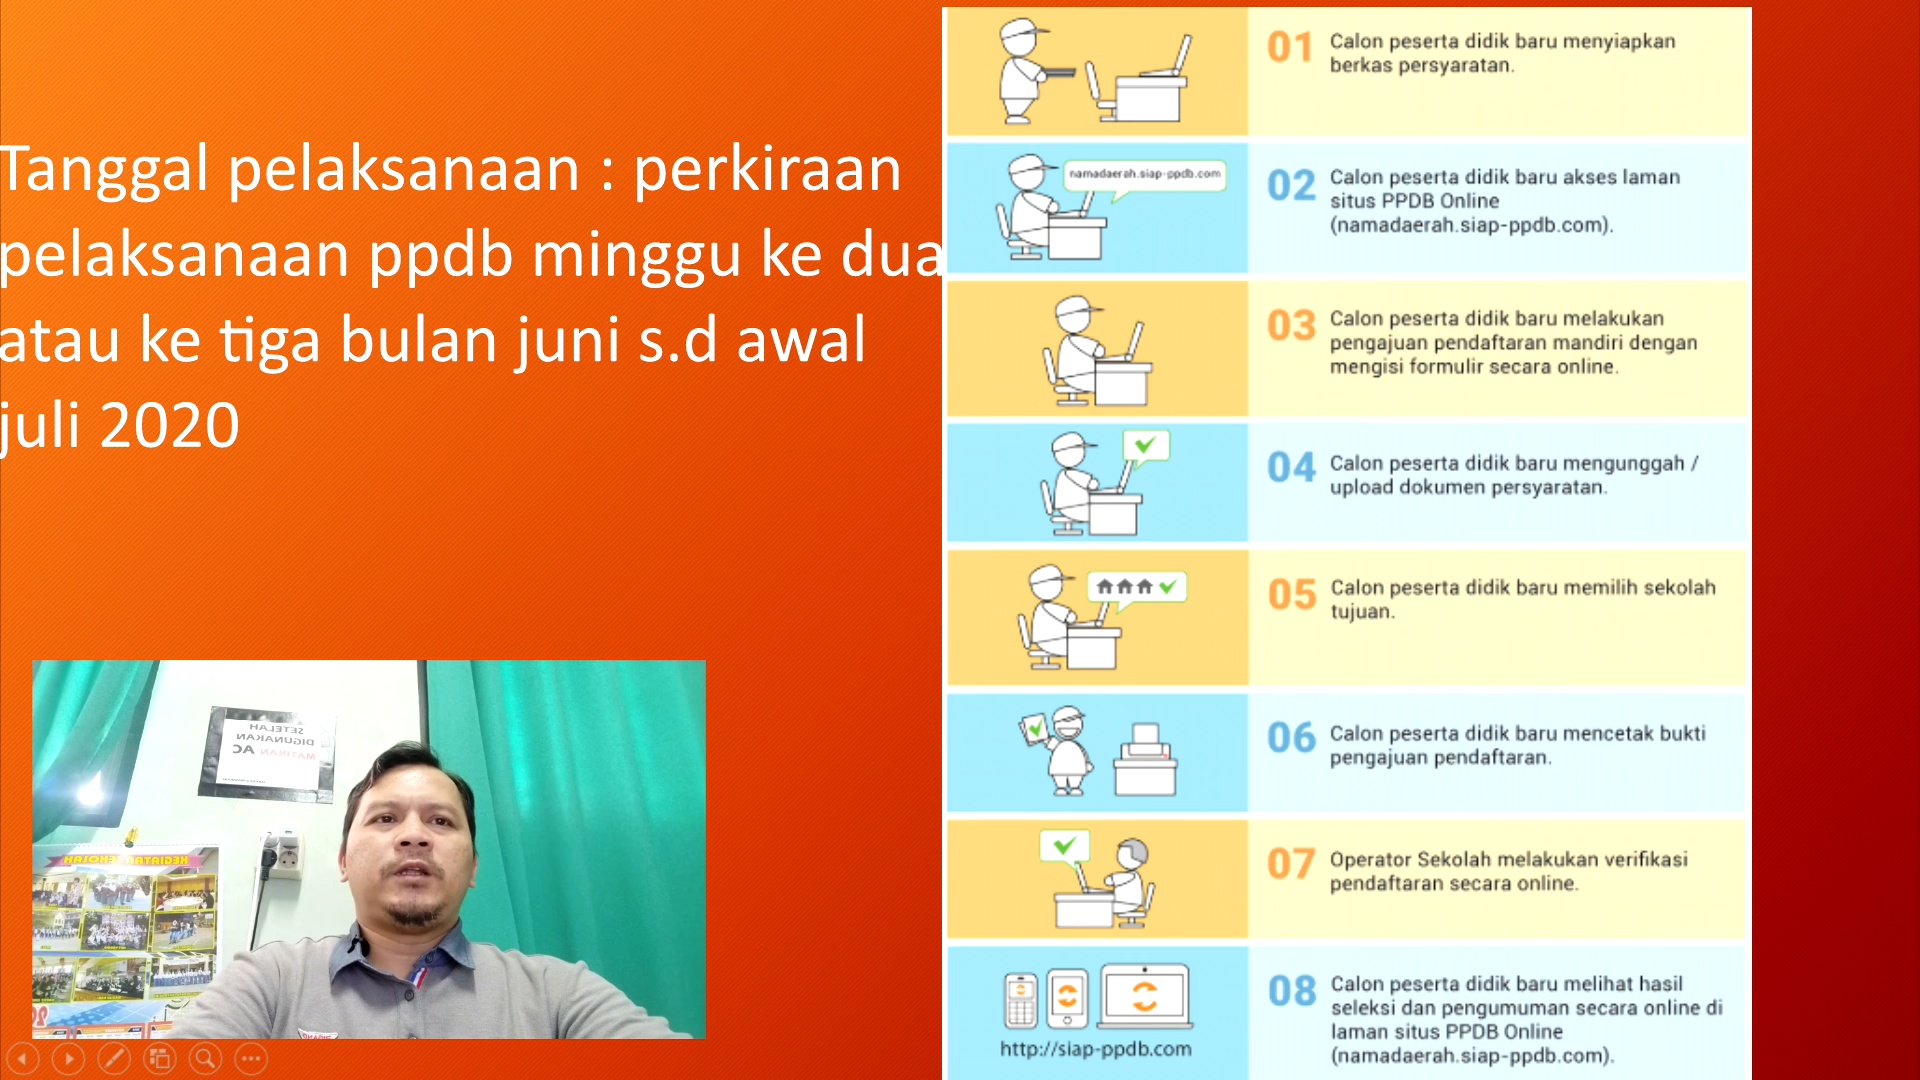 Tanggal pelaksanaan : perkiraan
pelaksanaan ppdb minggu ke dua
atau ke tiga bulan juni s.d awal
juli 2020
SETELAH
DIGUNAKAN
MATIKAN AC
KEGIATAN SEKOLAH
01 Calon peserta didik baru menyiapkan
berkas persyaratan.
namadaerah.siap-ppdb.com
02 Calon peserta didik baru akses laman
situs PPDB Online
(namadaerah.siap-ppdb.com).
03 Calon peserta didik baru melakukan
pengajuan pendaftaran mandiri dengan
mengisi formulir secara online.
04 Calon peserta didik baru mengunggah /
upload dokumen persyaratan.
05 Calon peserta didik baru memilih sekolah
tujuan.
06 Calon peserta didik baru mencetak bukti
pengajuan pendaftaran.
07 Operator Sekolah melakukan verifikasi
pendaftaran secara online.
http://siap-ppdb.com
08 Calon peserta didik baru melihat hasil
seleksi dan pengumuman secara online di
laman situs PPDB Online
(namadaerah.siap-ppdb.com).